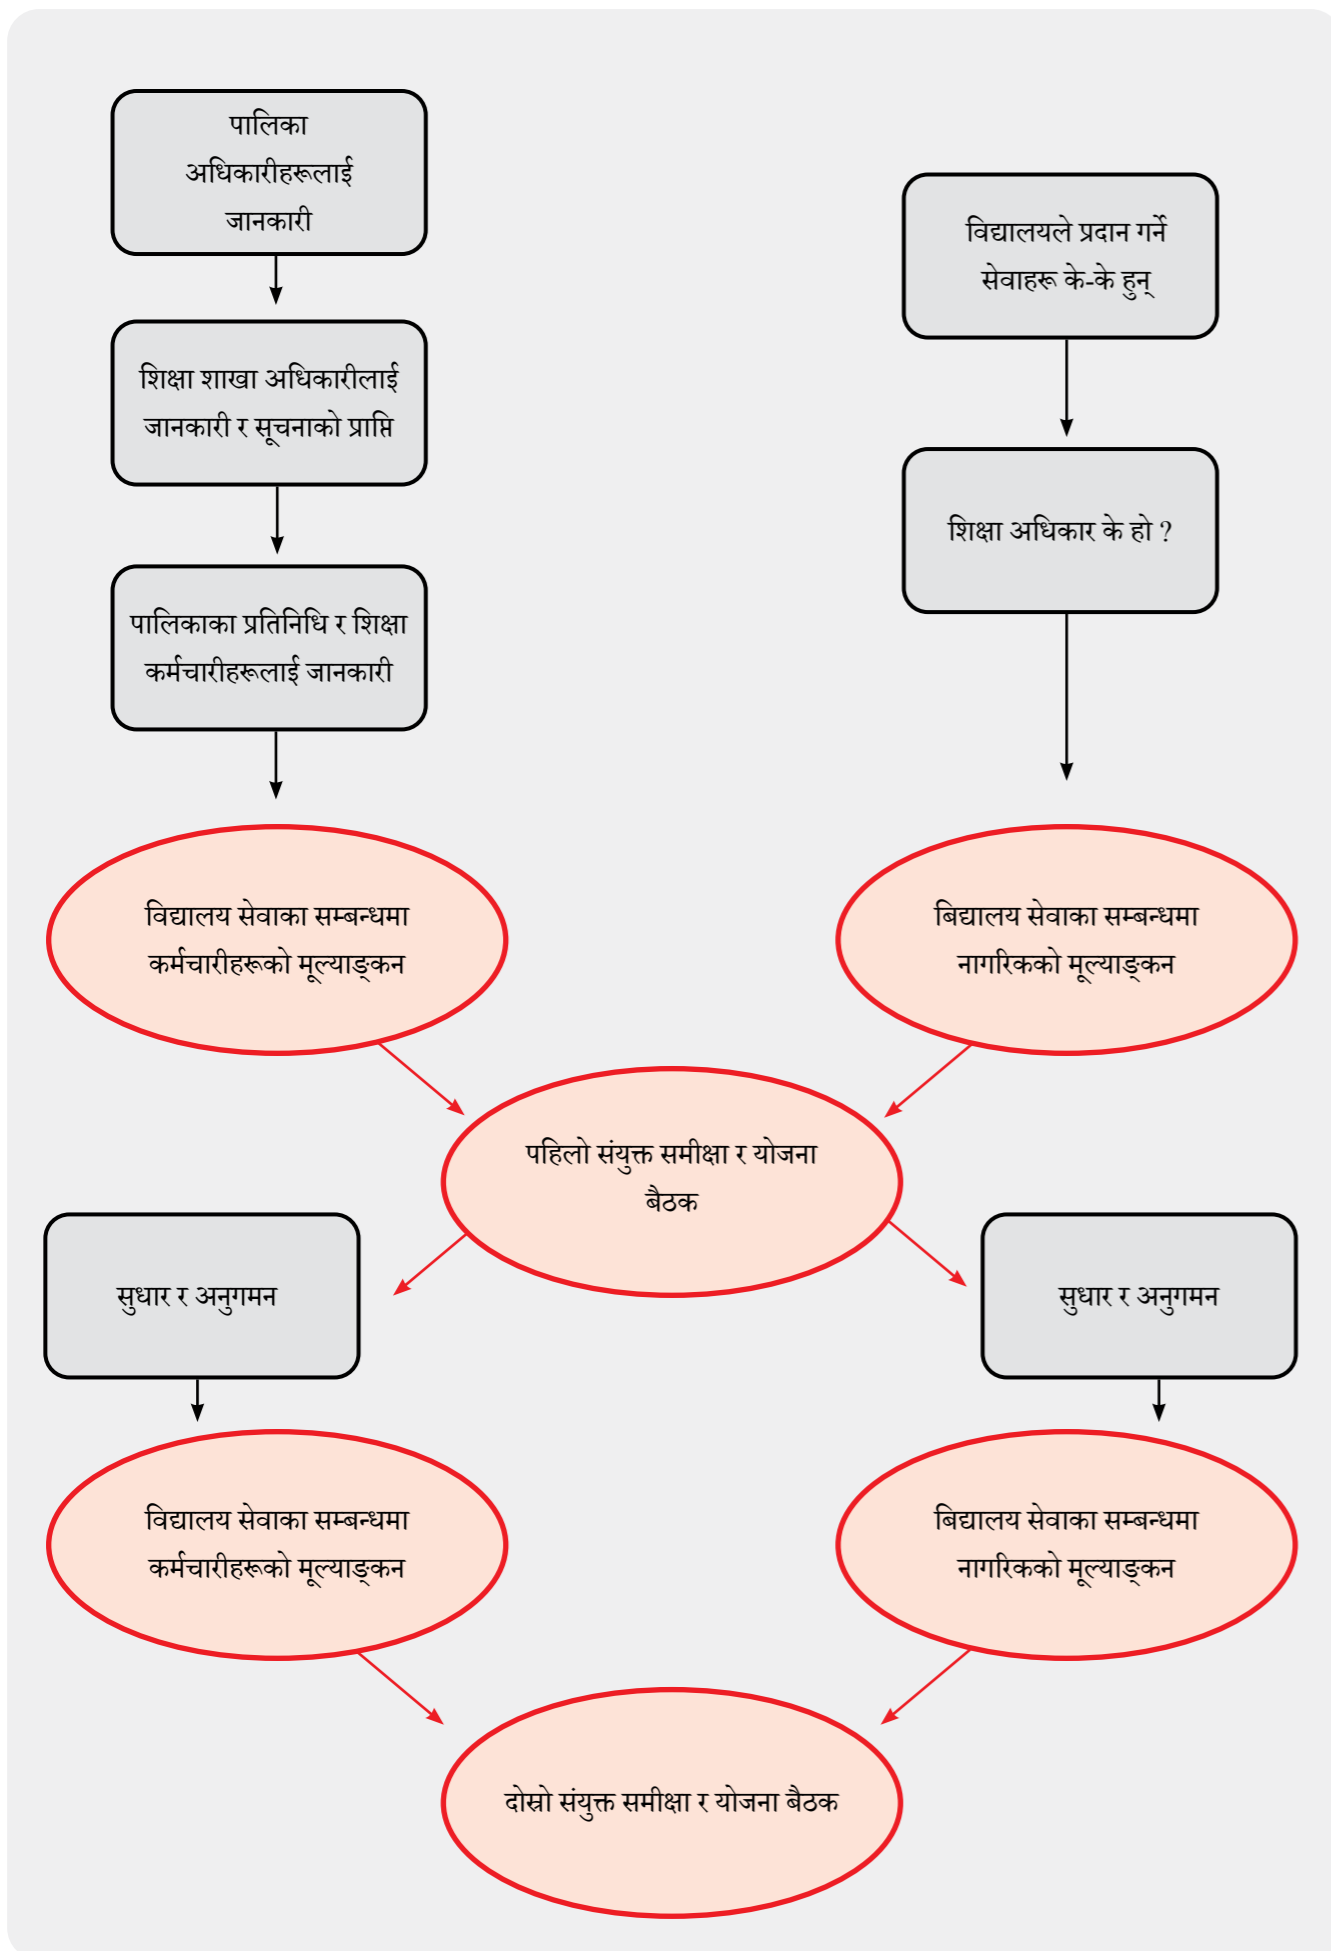 पालिका
अधिकारीहरूलाई
जानकारी
विद्यालयले प्रदान गर्ने
सेवाहरू के-के हुन्
शिक्षा शाखा अधिकारीलाई
जानकारी र सूचनाको प्राप्ति
शिक्षा अधिकार के हो ?
पालिकाका प्रतिनिधि र शिक्षा
कर्मचारीहरूलाई जानकारी
विद्यालय सेवाका सम्बन्धमा
कर्मचारीहरूको मूल्याङ्कन
बिद्यालय सेवाका सम्बन्धमा
नागरिकको मूल्याङ्कन
पहिलो संयुक्त समीक्षा र योजना
बैठक
सुधार र अनुगमन
सुधार र अनुगमन
विद्यालय सेवाका सम्बन्धमा
कर्मचारीहरूको मूल्याङ्कन
बिद्यालय सेवाका सम्बन्धमा
नागरिकको मूल्याङ्कन
दोस्रो संयुक्त समीक्षा र योजना बैठक